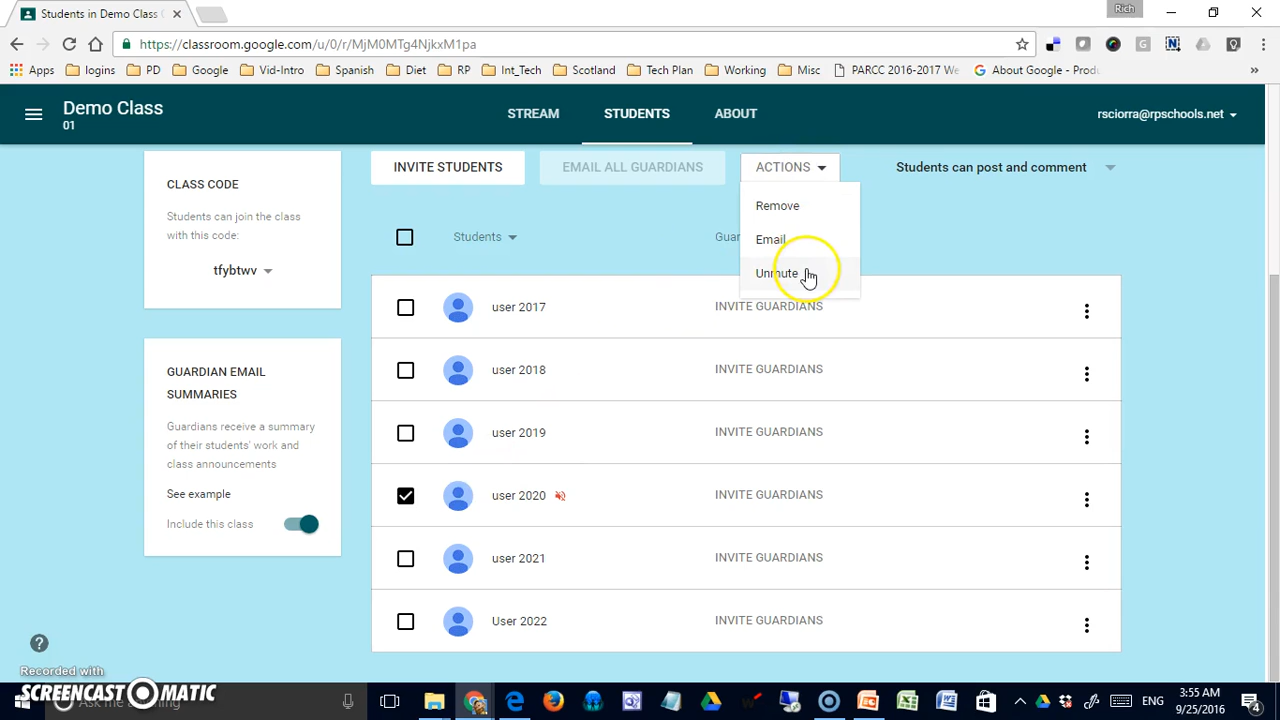 Rich
Students in Demo Class
https://classroom.google.com/u/0/r/MjM0MTg4NjkxM1pa
Apps logins PD Google Vid-Intro Spanish Diet RP Int_Tech Scotland Tech Plan Working Misc PARCC 2016-2017 We About Google - Prod »
Demo Class
01
STREAM STUDENTS ABOUT
rsciorra@rpschools.net
CLASS CODE
Students can join the class
with this code:
tfybtwv
GUARDIAN EMAIL
SUMMARIES
Guardians receive a summary
of their students' work and
class announcements
See example
Include this class
INVITE STUDENTS EMAIL ALL GUARDIANS ACTIONS Students can post and comment
Remove
Email
Unmute
Students Guar
user 2017 INVITE GUARDIANS
user 2018 INVITE GUARDIANS
user 2019 INVITE GUARDIANS
user 2020 INVITE GUARDIANS
user 2021 INVITE GUARDIANS
User 2022 INVITE GUARDIANS
?
Recorded with
SCREENCAST-O-MATIC
Ask me anything
ENG
3:55 AM
9/25/2016
4